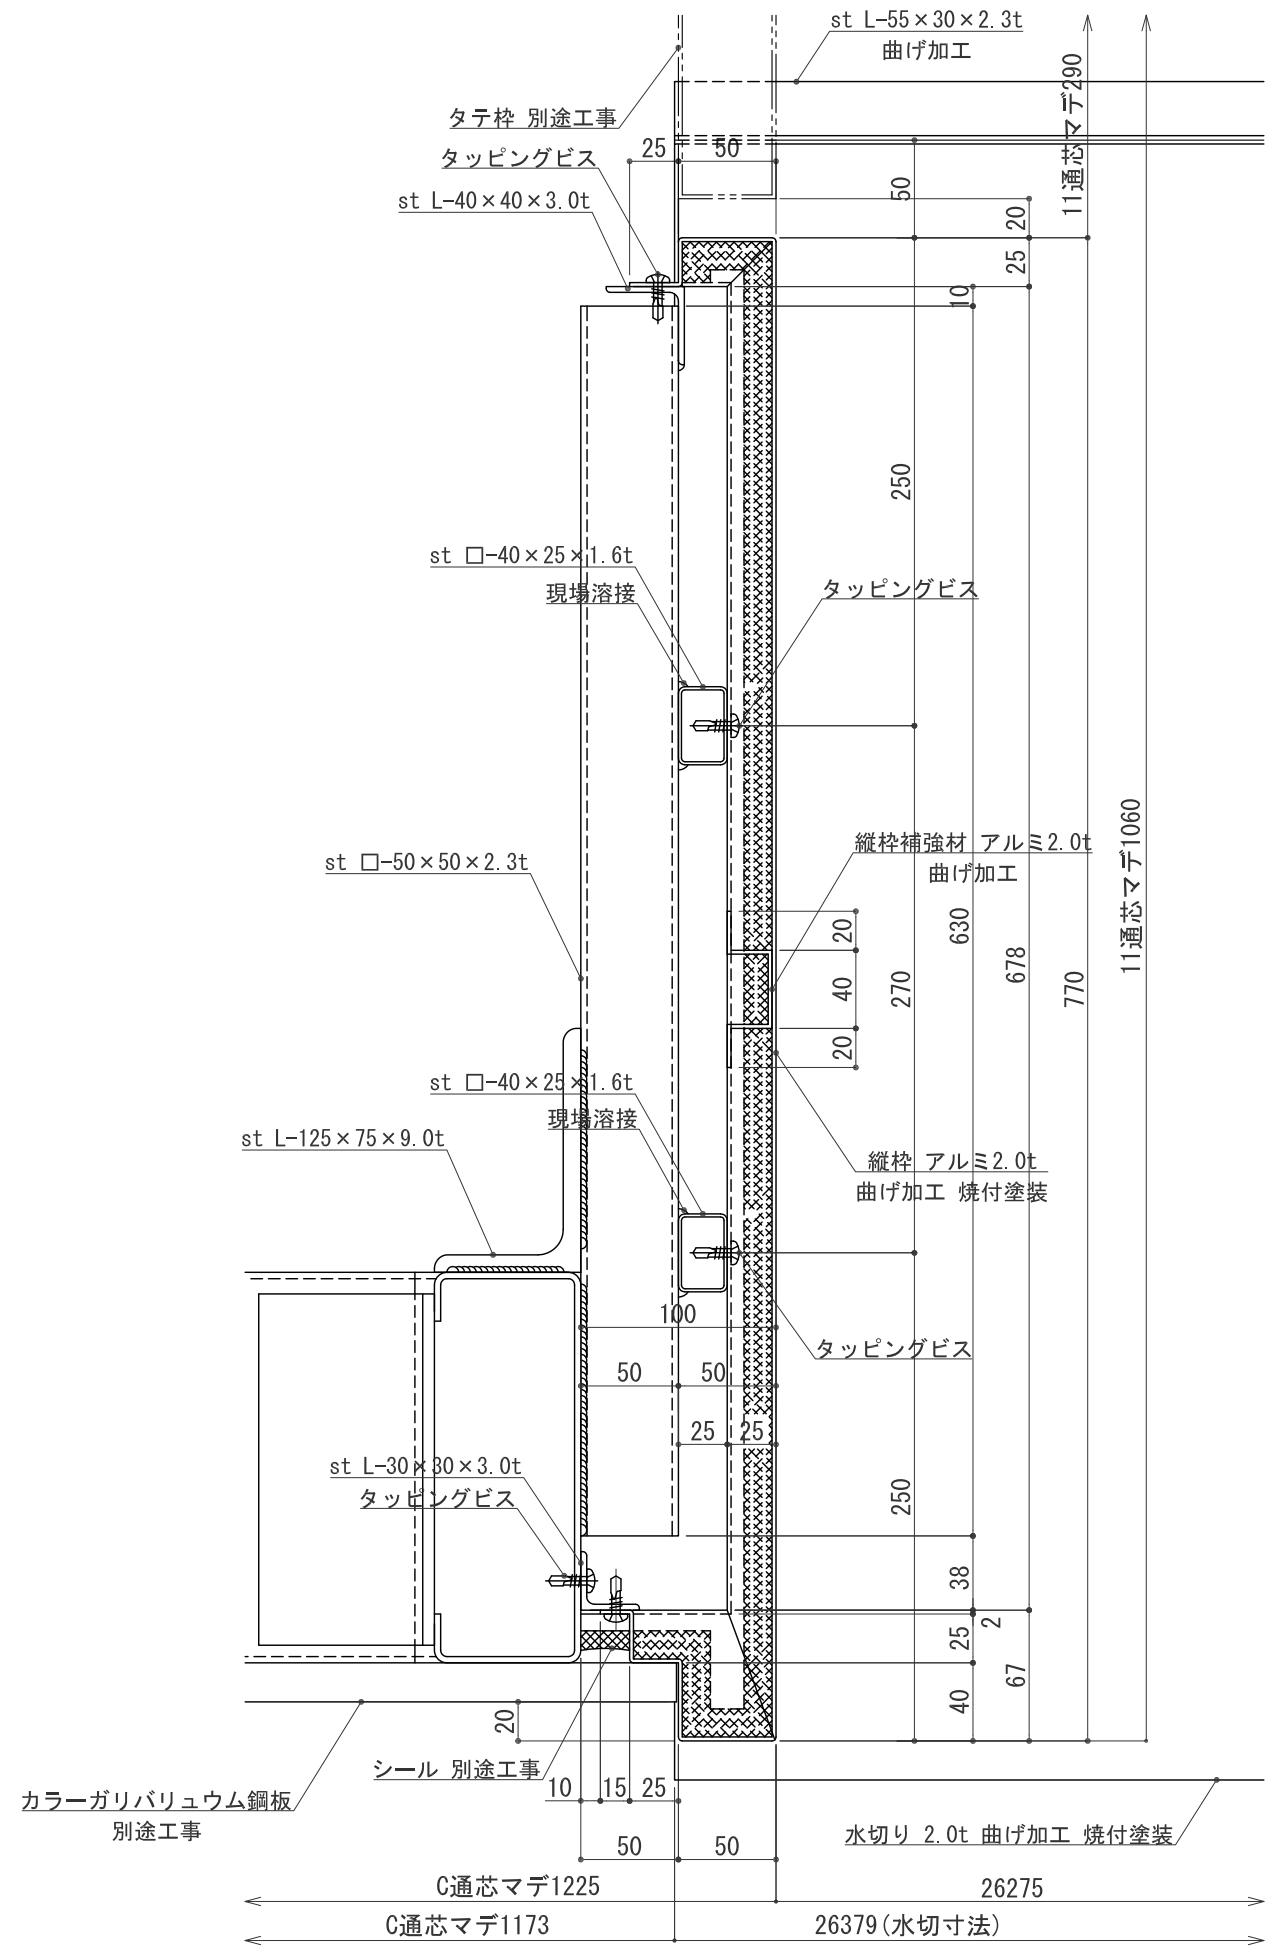 st L-55×30×2.3t
曲げ加工
タテ枠 別途工事
タッピングビス
st L-40×40×3.0t
25
50
50
11通芯マデ290
20
25
10
250
st □-40×25×1.6t
現場溶接
タッピングビス
縦枠補強材 アルミ2.0t
曲げ加工
11通芯マデ1060
st □-50×50×2.3t
20
40
20
270
630
678
770
st □-40×25×1.6t
現場溶接
st L-125×75×9.0t
縦枠 アルミ2.0t
曲げ加工 焼付塗装
100
タッピングビス
50
50
25
25
st L-30×30×3.0t
タッピングビス
250
38
2
25
67
40
20
シール 別途工事
10
15
25
カラーガリバリュウム鋼板
別途工事
水切り 2.0t 曲げ加工 焼付塗装
50
50
C通芯マデ1225
26275
C通芯マデ1173
26379(水切寸法)